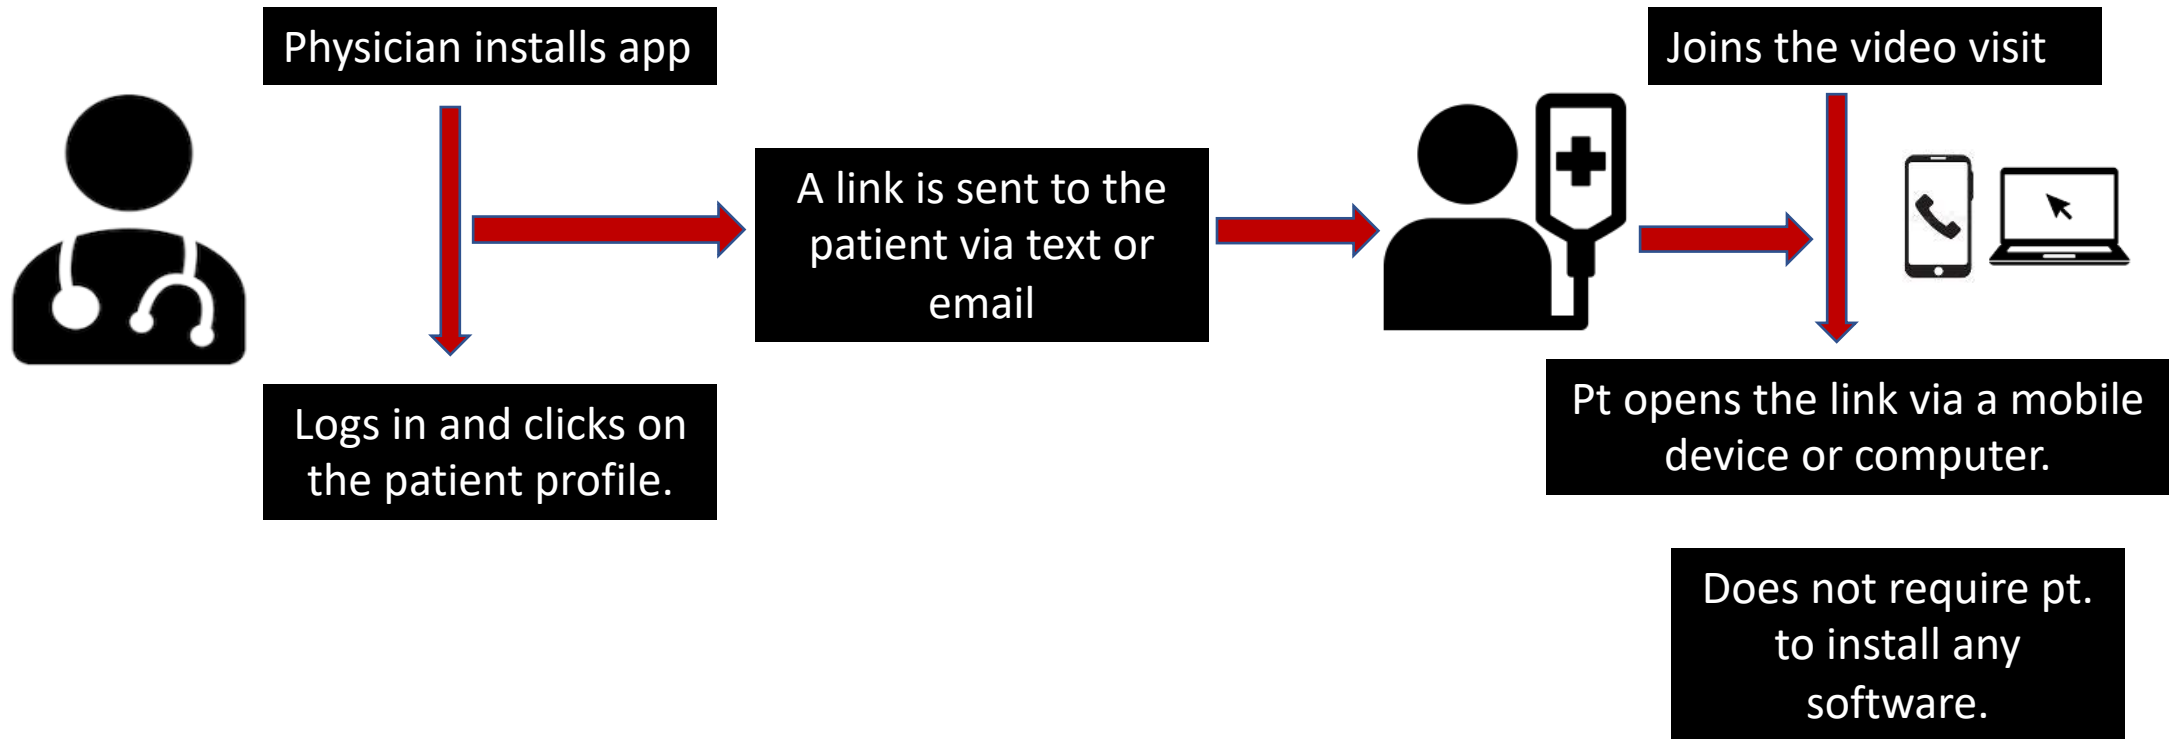 Physician installs app
Logs in and clicks on
the patient profile.
A link is sent to the
patient via text or
email
Joins the video visit
Pt opens the link via a mobile
device or computer.
Does not require pt.
to install any
software.